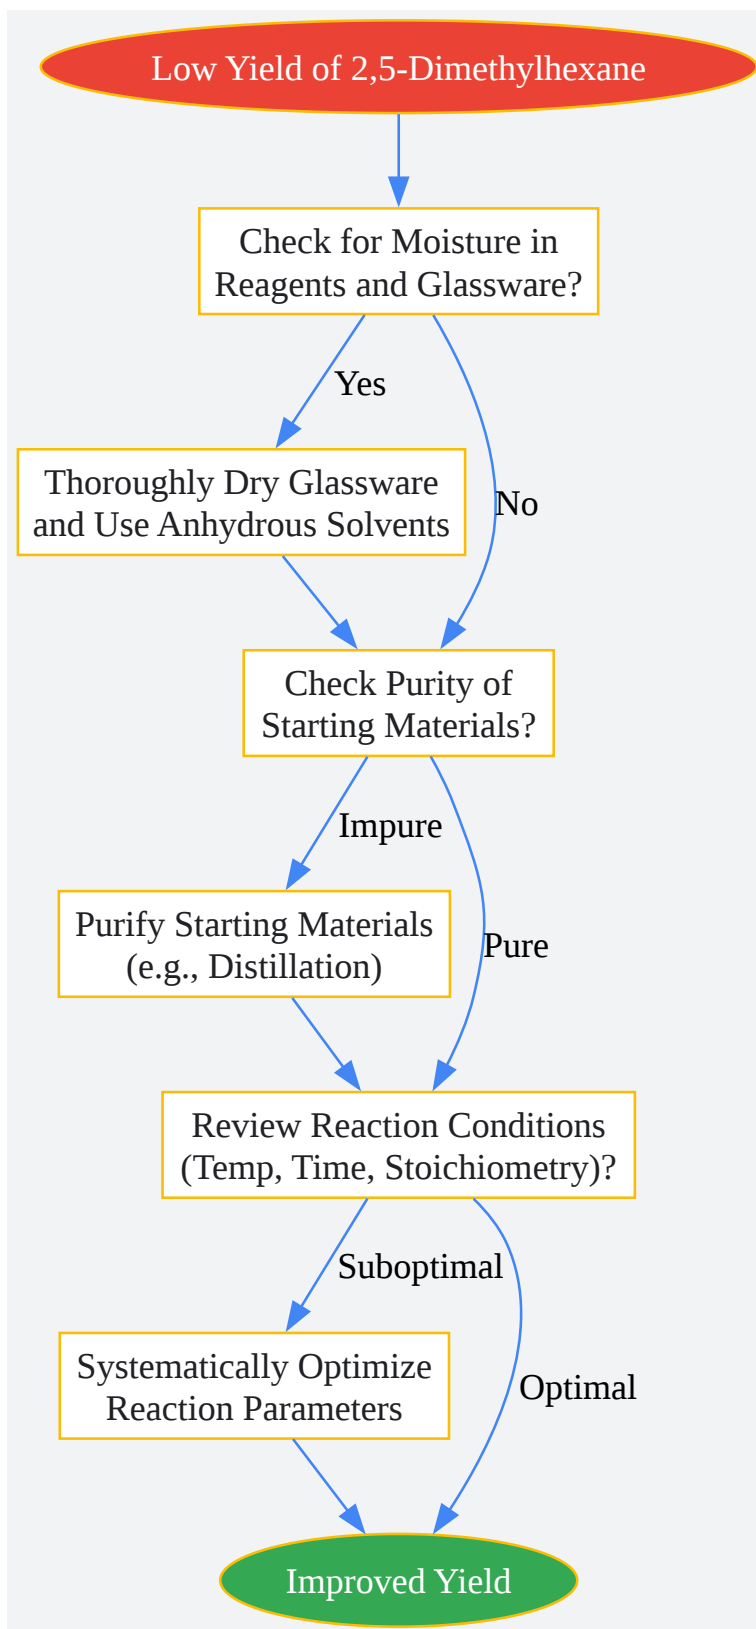 Low Yield of 2,5-Dimethylhexane
Check for Moisture in
Reagents and Glassware?
Yes
Thoroughly Dry Glassware
and Use Anhydrous Solvents
No
Check Purity of
Starting Materials?
Impure
Purify Starting Materials
(e.g., Distillation)
Pure
Review Reaction Conditions
(Temp, Time, Stoichiometry)?
Suboptimal
Systematically Optimize
Reaction Parameters
Optimal
Improved Yield